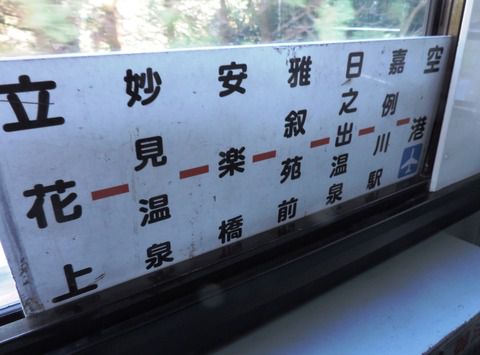 立花上
妙見温泉
安楽橋
雅叙苑前
日之出温泉
嘉例川駅
空港